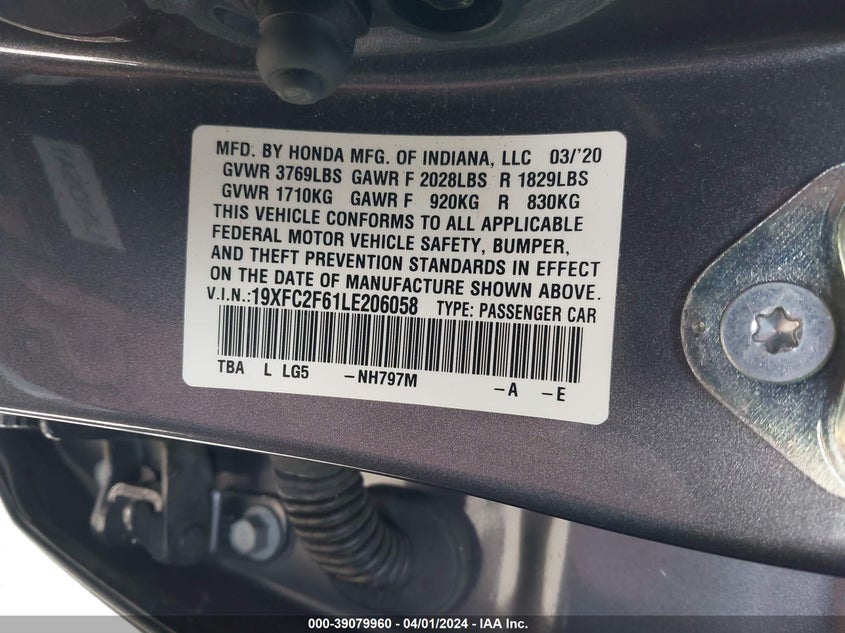 MFD. BY HONDA MFG. OF INDIANA, LLC 03/'20
GVWR 3769LBS GAWR F 2028LBS R 1829LBS
GVWR 1710KG GAWR F 920KG R 830KG
THIS VEHICLE CONFORMS TO ALL APPLICABLE
FEDERAL MOTOR VEHICLE SAFETY, BUMPER,
AND THEFT PREVENTION STANDARDS IN EFFECT
ON THE DATE OF MANUFACTURE SHOWN ABOVE.
V.I.N.:19XFC2F61LE206058 TYPE: PASSENGER CAR
TBA L LG5 -NH797M -A -E
000-39079960 - 04/01/2024 - IAA Inc.